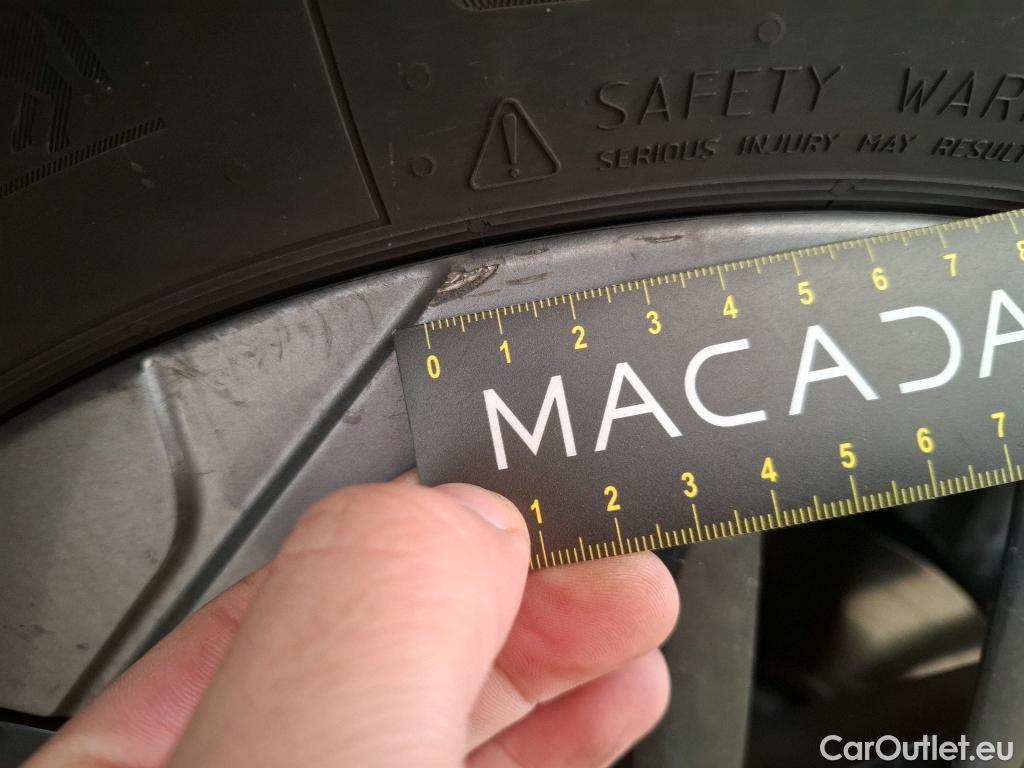 SAFETY WAR
SERIOUS INJURY MAY RESULT
0 1 2 3 4 5 6 7 8
MACADA
1 2 3 4 5 6 7
CarOutlet.eu